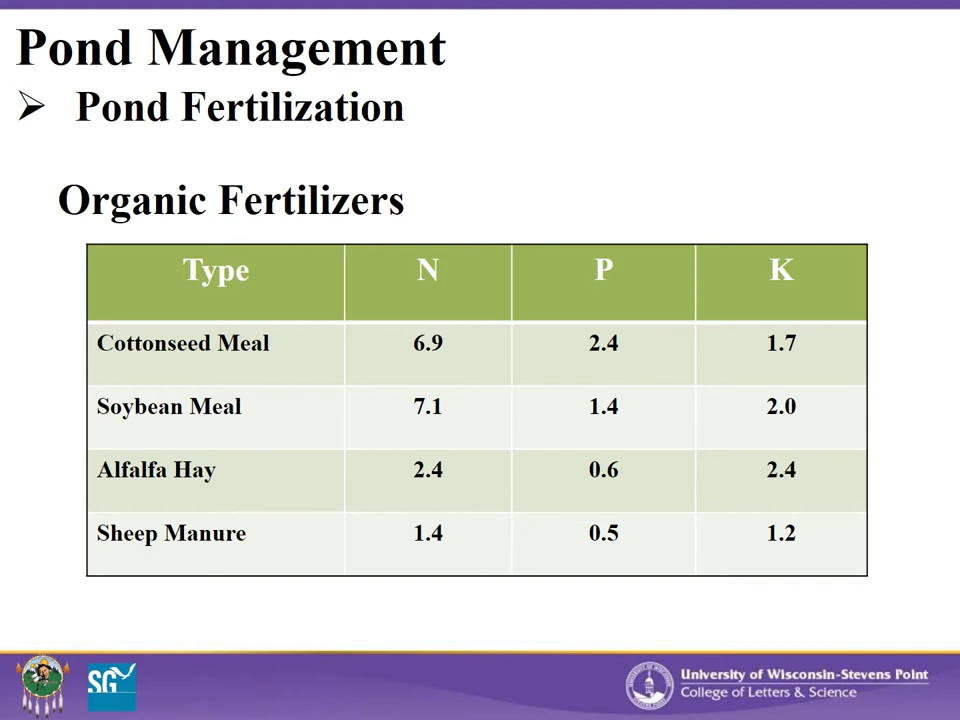 Pond Management
➢ Pond Fertilization
Organic Fertilizers
Type N P K
Cottonseed Meal 6.9 2.4 1.7
Soybean Meal 7.1 1.4 2.0
Alfalfa Hay 2.4 0.6 2.4
Sheep Manure 1.4 0.5 1.2
SG
University of Wisconsin-Stevens Point
College of Letters & Science